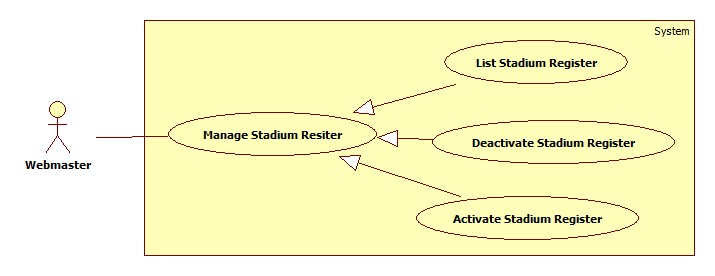 System
List Stadium Register
Manage Stadium Resiter
Deactivate Stadium Register
Webmaster
Activate Stadium Register